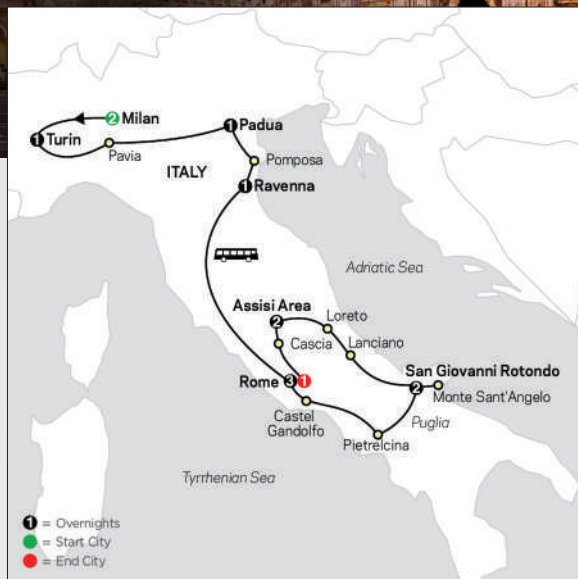 2 Milan
1 Padua
1 Turin
Pavia
Pomposa
ITALY
1 Ravenna
Adriatic Sea
Loreto
Assisi Area
2
Cascia
Lanciano
San Giovanni Rotondo
2
Monte Sant'Angelo
Rome 3 1
Castel
Gandolfo
Puglia
Pietrelcina
Tyrrhenian Sea
1 = Overnights
= Start City
= End City